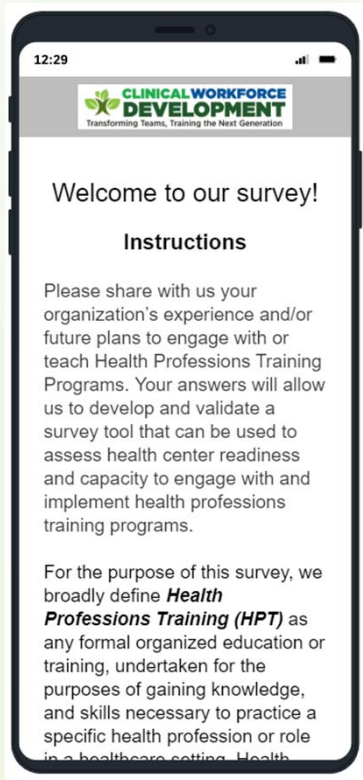 12:29
CLINICAL WORKFORCE
DEVELOPMENT
Transforming Teams, Training the Next Generation
Welcome to our survey!
Instructions
Please share with us your
organization's experience and/or
future plans to engage with or
teach Health Professions Training
Programs. Your answers will allow
us to develop and validate a
survey tool that can be used to
assess health center readiness
and capacity to engage with and
implement health professions
training programs.
For the purpose of this survey, we
broadly define Health
Professions Training (HPT) as
any formal organized education or
training, undertaken for the
purposes of gaining knowledge,
and skills necessary to practice a
specific health profession or role
in a healthcare setting. Health